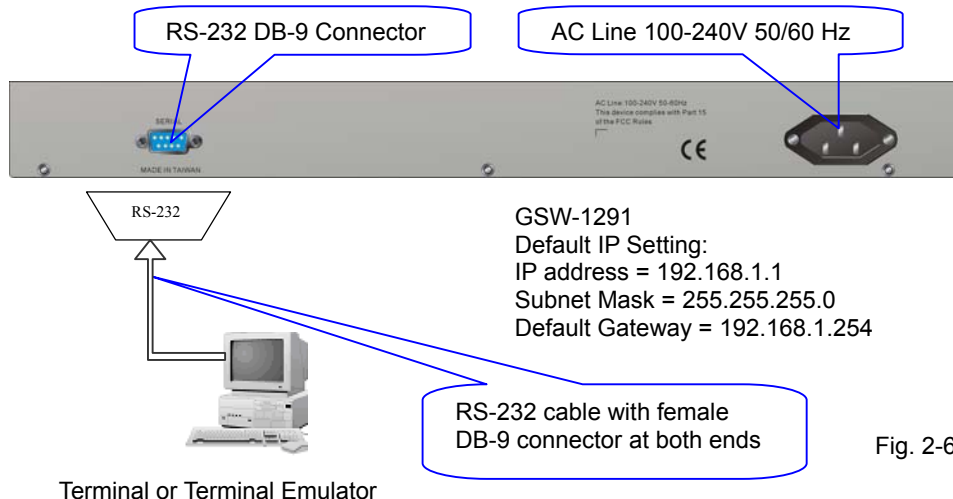 RS-232 DB-9 Connector
AC Line 100-240V 50/60 Hz
AC Line:100-240V 50-60Hz
This device complies with Part 15
of the FCC Rules
SERIAL
CE
MADE IN TAIWAN
RS-232
GSW-1291
Default IP Setting:
IP address = 192.168.1.1
Subnet Mask = 255.255.255.0
Default Gateway = 192.168.1.254
RS-232 cable with female
DB-9 connector at both ends
Fig. 2-6
Terminal or Terminal Emulator